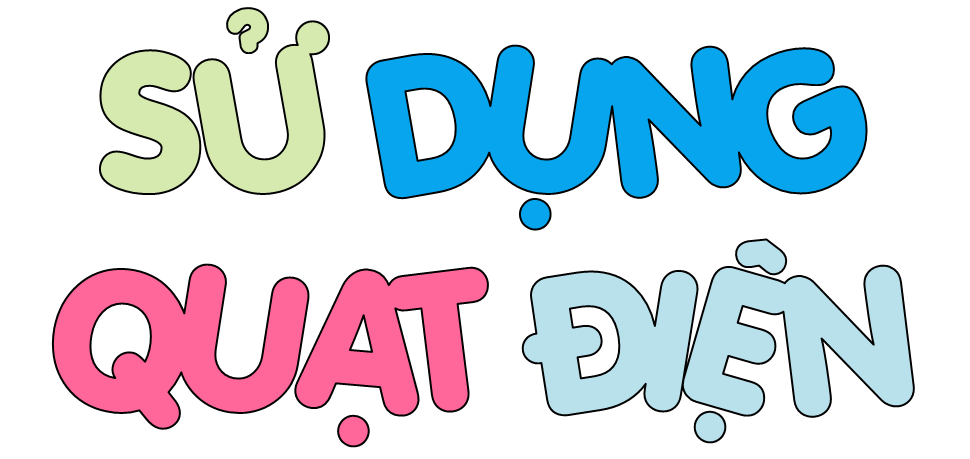 SỬ DỤNG
QUẠT ĐIỆN